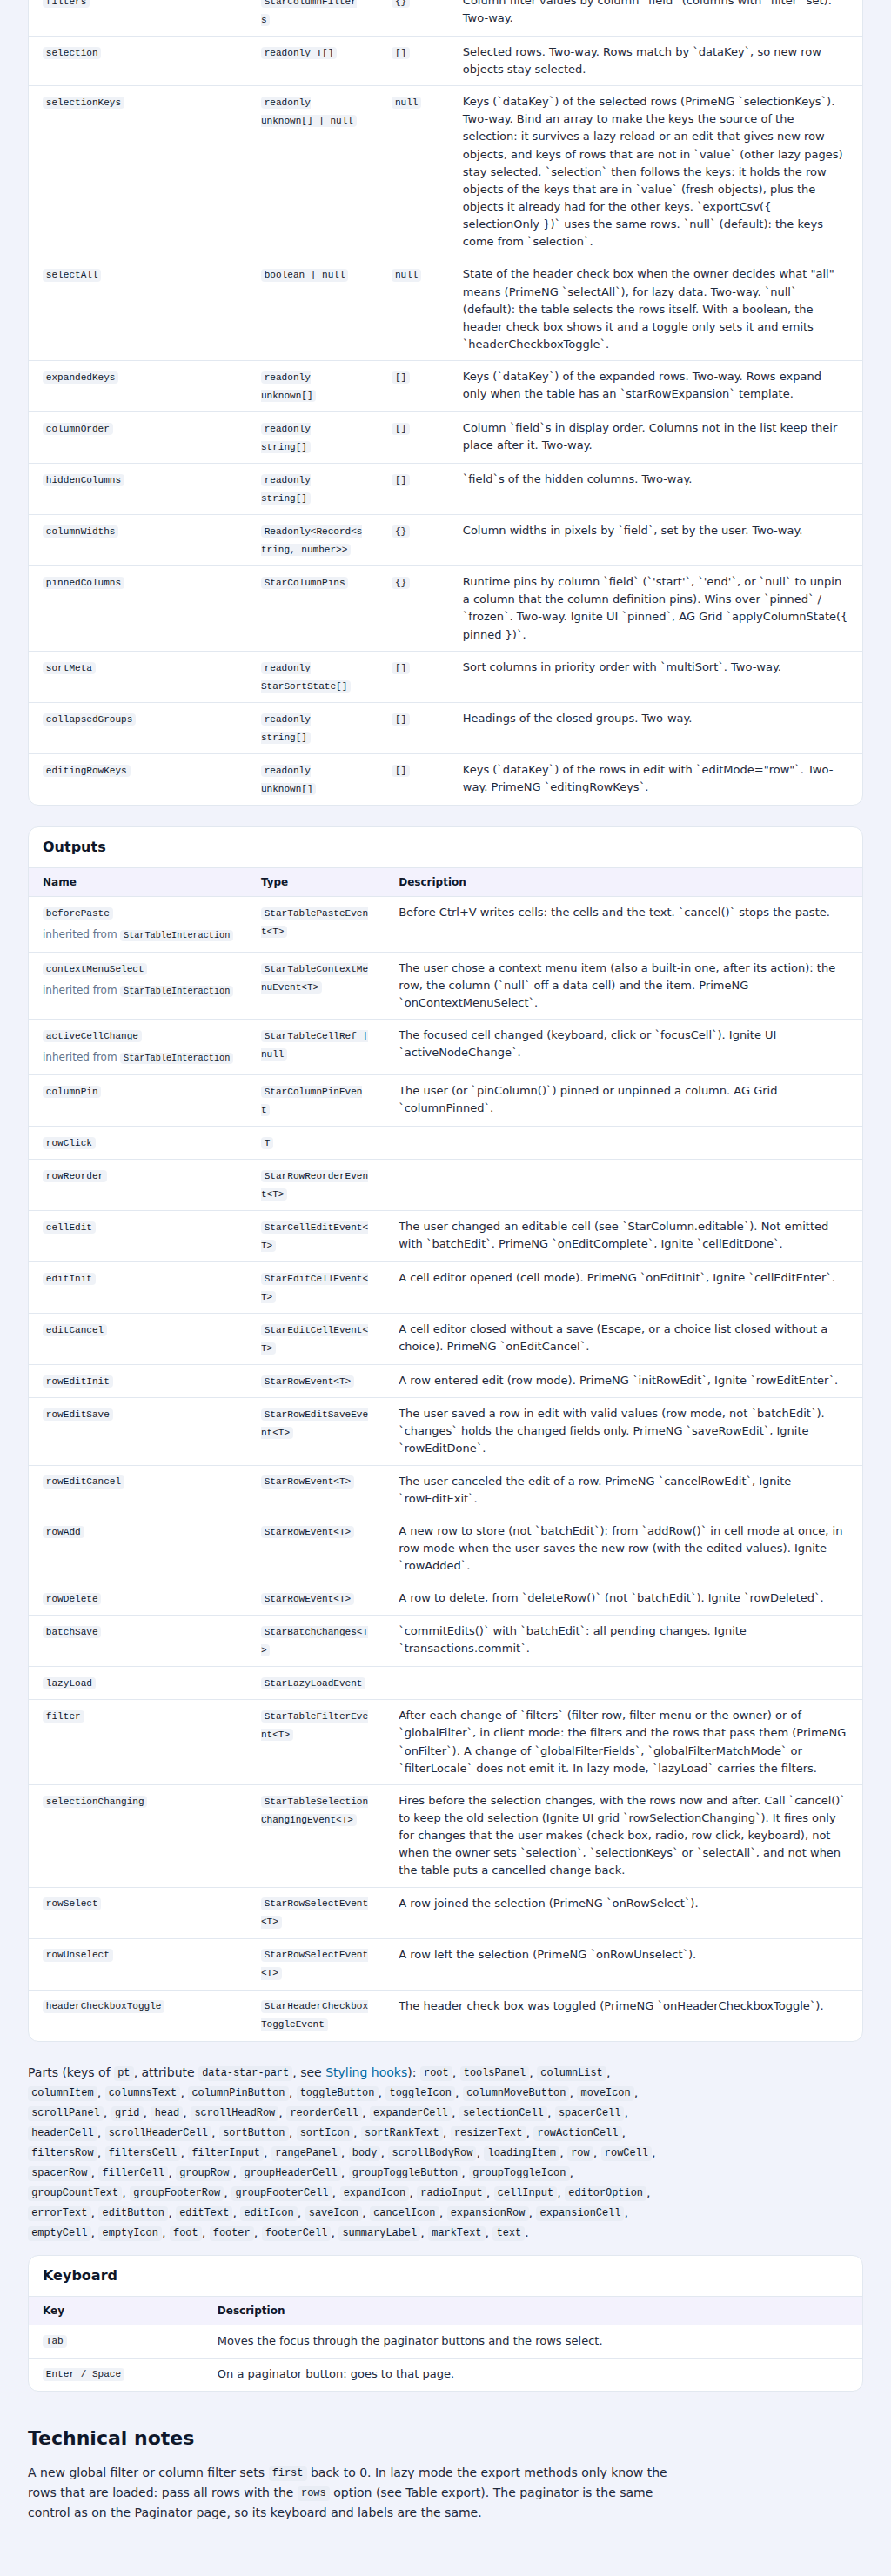 filters StarColumnFilter {} Column filter values by column `field` (columns with `filter` set).
s Two-way.
selection readonly T[] [] Selected rows. Two-way. Rows match by `dataKey`, so new row
objects stay selected.
selectionKeys readonly null Keys (`dataKey`) of the selected rows (PrimeNG `selectionKeys`).
unknown[] | null Two-way. Bind an array to make the keys the source of the
selection: it survives a lazy reload or an edit that gives new row
objects, and keys of rows that are not in `value` (other lazy pages)
stay selected. `selection` then follows the keys: it holds the row
objects of the keys that are in `value` (fresh objects), plus the
objects it already had for the other keys. `exportCsv({
selectionOnly })` uses the same rows. `null` (default): the keys
come from `selection`.
selectAll boolean | null null State of the header check box when the owner decides what "all"
means (PrimeNG `selectAll`), for lazy data. Two-way. `null`
(default): the table selects the rows itself. With a boolean, the
header check box shows it and a toggle only sets it and emits
`headerCheckboxToggle`.
expandedKeys readonly [] Keys (`dataKey`) of the expanded rows. Two-way. Rows expand
unknown[] only when the table has an `starRowExpansion` template.
columnOrder readonly [] Column `field`s in display order. Columns not in the list keep their
string[] place after it. Two-way.
hiddenColumns readonly [] `field`s of the hidden columns. Two-way.
string[]
columnWidths Readonly<Record<s {} Column widths in pixels by `field`, set by the user. Two-way.
tring, number>>
pinnedColumns StarColumnPins {} Runtime pins by column `field` (`'start'`, `'end'`, or `null` to unpin
a column that the column definition pins). Wins over `pinned` /
`frozen`. Two-way. Ignite UI `pinned`, AG Grid `applyColumnState({
pinned })`.
sortMeta readonly [] Sort columns in priority order with `multiSort`. Two-way.
StarSortState[]
collapsedGroups readonly [] Headings of the closed groups. Two-way.
string[]
editingRowKeys readonly [] Keys (`dataKey`) of the rows in edit with `editMode="row"`. Two-
unknown[] way. PrimeNG `editingRowKeys`.
Outputs
Name Type Description
beforePaste StarTablePasteEven Before Ctrl+V writes cells: the cells and the text. `cancel()` stops the paste.
inherited from StarTableInteraction t<T>
contextMenuSelect StarTableContextMe The user chose a context menu item (also a built-in one, after its action): the
inherited from StarTableInteraction nuEvent<T> row, the column (`null` off a data cell) and the item. PrimeNG
`onContextMenuSelect`.
activeCellChange StarTableCellRef | The focused cell changed (keyboard, click or `focusCell`). Ignite UI
inherited from StarTableInteraction null `activeNodeChange`.
columnPin StarColumnPinEven The user (or `pinColumn()`) pinned or unpinned a column. AG Grid
t `columnPinned`.
rowClick T
rowReorder StarRowReorderEven
t<T>
cellEdit StarCellEditEvent< The user changed an editable cell (see `StarColumn.editable`). Not emitted
T> with `batchEdit`. PrimeNG `onEditComplete`, Ignite `cellEditDone`.
editInit StarEditCellEvent< A cell editor opened (cell mode). PrimeNG `onEditInit`, Ignite `cellEditEnter`.
T>
editCancel StarEditCellEvent< A cell editor closed without a save (Escape, or a choice list closed without a
T> choice). PrimeNG `onEditCancel`.
rowEditInit StarRowEvent<T> A row entered edit (row mode). PrimeNG `initRowEdit`, Ignite `rowEditEnter`.
rowEditSave StarRowEditSaveEve The user saved a row in edit with valid values (row mode, not `batchEdit`).
nt<T> `changes` holds the changed fields only. PrimeNG `saveRowEdit`, Ignite
`rowEditDone`.
rowEditCancel StarRowEvent<T> The user canceled the edit of a row. PrimeNG `cancelRowEdit`, Ignite
`rowEditExit`.
rowAdd StarRowEvent<T> A new row to store (not `batchEdit`): from `addRow()` in cell mode at once, in
row mode when the user saves the new row (with the edited values). Ignite
`rowAdded`.
rowDelete StarRowEvent<T> A row to delete, from `deleteRow()` (not `batchEdit`). Ignite `rowDeleted`.
batchSave StarBatchChanges<T `commitEdits()` with `batchEdit`: all pending changes. Ignite
> `transactions.commit`.
lazyLoad StarLazyLoadEvent
filter StarTableFilterEve After each change of `filters` (filter row, filter menu or the owner) or of
nt<T> `globalFilter`, in client mode: the filters and the rows that pass them (PrimeNG
`onFilter`). A change of `globalFilterFields`, `globalFilterMatchMode` or
`filterLocale` does not emit it. In lazy mode, `lazyLoad` carries the filters.
selectionChanging StarTableSelection Fires before the selection changes, with the rows now and after. Call `cancel()`
ChangingEvent<T> to keep the old selection (Ignite UI grid `rowSelectionChanging`). It fires only
for changes that the user makes (check box, radio, row click, keyboard), not
when the owner sets `selection`, `selectionKeys` or `selectAll`, and not when
the table puts a cancelled change back.
rowSelect StarRowSelectEvent A row joined the selection (PrimeNG `onRowSelect`).
<T>
rowUnselect StarRowSelectEvent A row left the selection (PrimeNG `onRowUnselect`).
<T>
headerCheckboxToggle StarHeaderCheckbox The header check box was toggled (PrimeNG `onHeaderCheckboxToggle`).
ToggleEvent
Parts (keys of pt, attribute data-star-part, see Styling hooks): root, toolsPanel, columnList,
columnItem, columnsText, columnPinButton, toggleButton, toggleIcon, columnMoveButton, moveIcon,
scrollPanel, grid, head, scrollHeadRow, reorderCell, expanderCell, selectionCell, spacerCell,
headerCell, scrollHeaderCell, sortButton, sortIcon, sortRankText, resizerText, rowActionCell,
filtersRow, filtersCell, filterInput, rangePanel, body, scrollBodyRow, loadingItem, row, rowCell,
spacerRow, fillerCell, groupRow, groupHeaderCell, groupToggleButton, groupToggleIcon,
groupCountText, groupFooterRow, groupFooterCell, expandIcon, radioInput, cellInput, editorOption,
errorText, editButton, editText, editIcon, saveIcon, cancelIcon, expansionRow, expansionCell,
emptyCell, emptyIcon, foot, footer, footerCell, summaryLabel, markText, text.
Keyboard
Key Description
Tab Moves the focus through the paginator buttons and the rows select.
Enter / Space On a paginator button: goes to that page.
Technical notes
A new global filter or column filter sets first back to 0. In lazy mode the export methods only know the
rows that are loaded: pass all rows with the rows option (see Table export). The paginator is the same
control as on the Paginator page, so its keyboard and labels are the same.